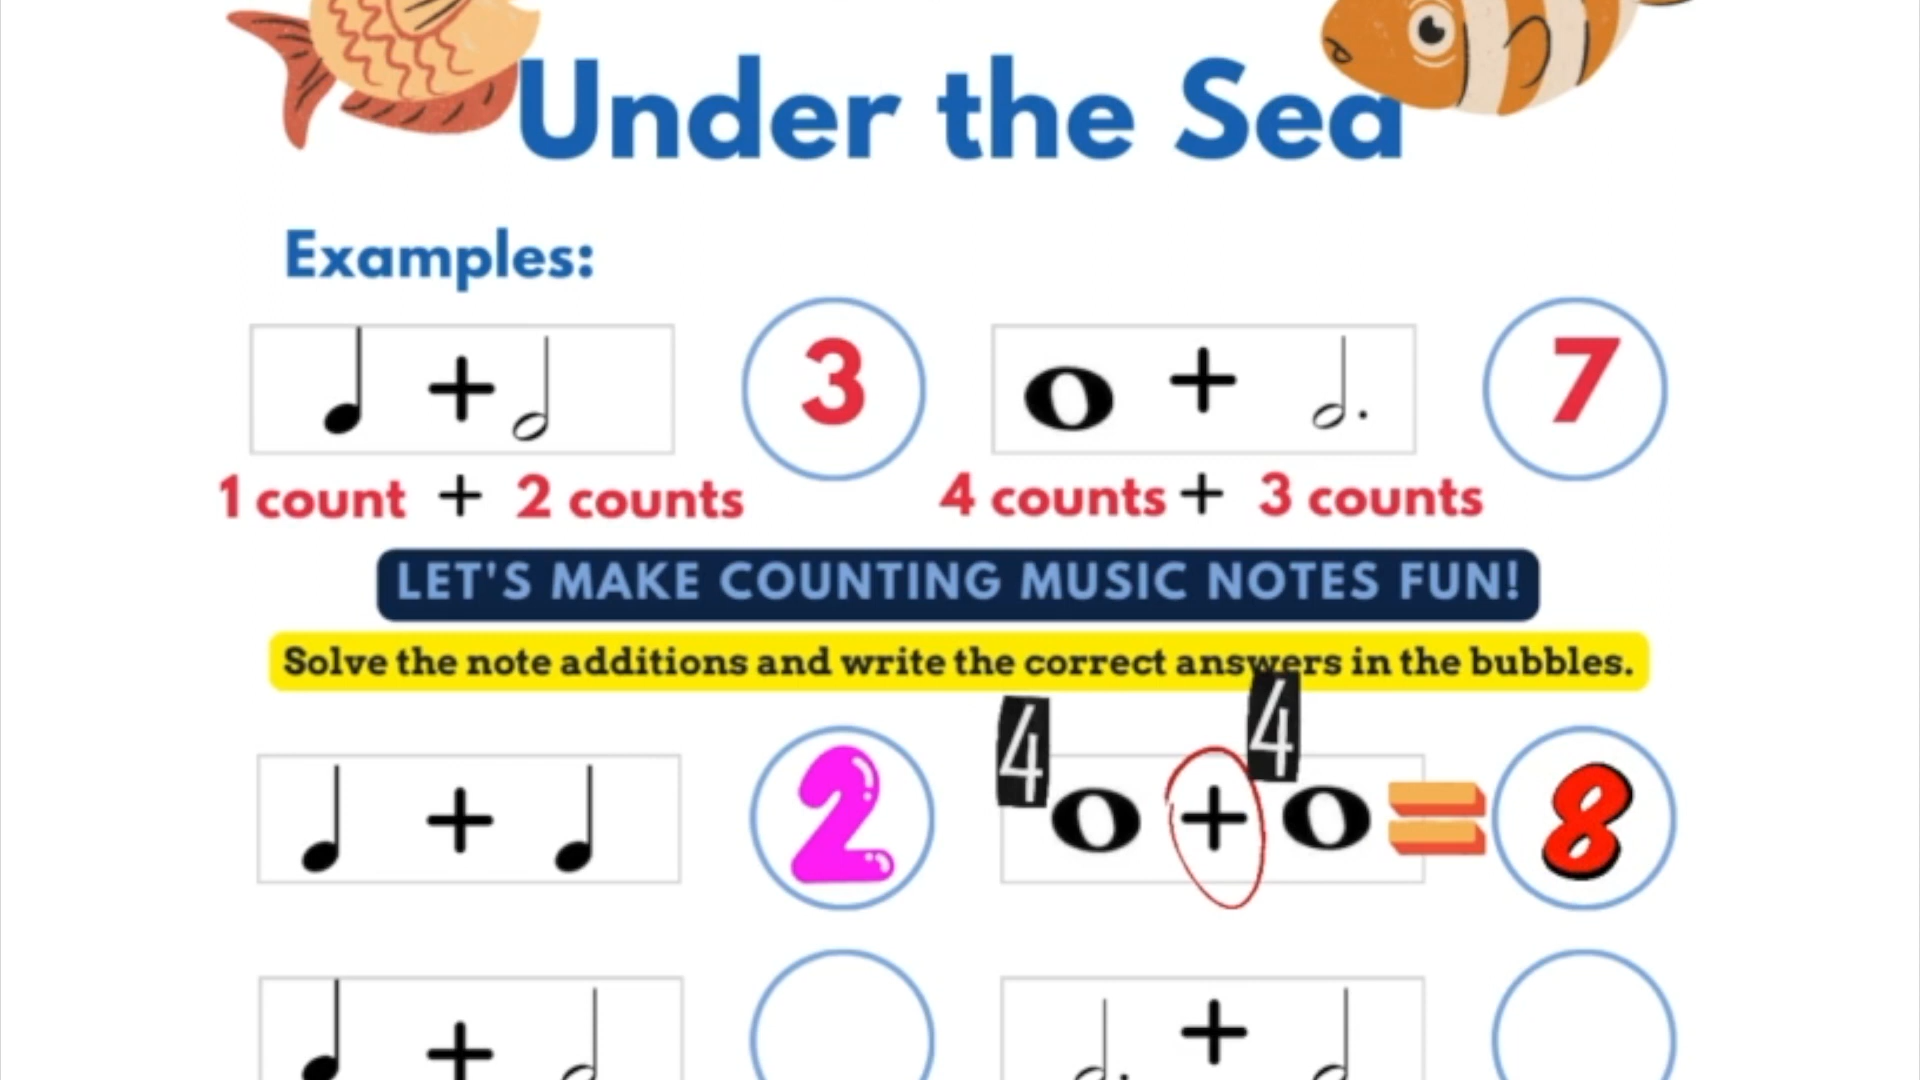 Under the Sea
Examples:
+ 3 + 7
1 count + 2 counts 4 counts + 3 counts
LET'S MAKE COUNTING MUSIC NOTES FUN!
Solve the note additions and write the correct answers in the bubbles.
4 4
+ 2 + = 8
+ +